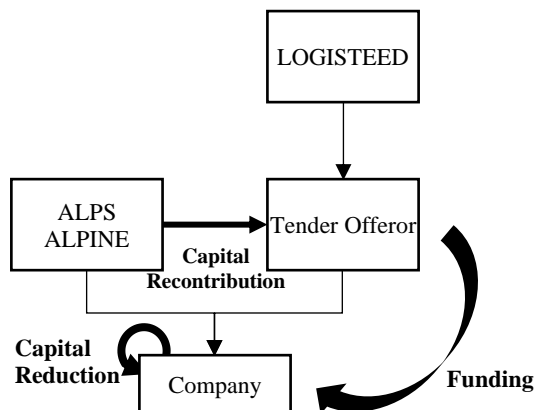 LOGISTEED
ALPS
ALPINE
Tender Offeror
Capital
Recontribution
Capital
Reduction
Company
Funding